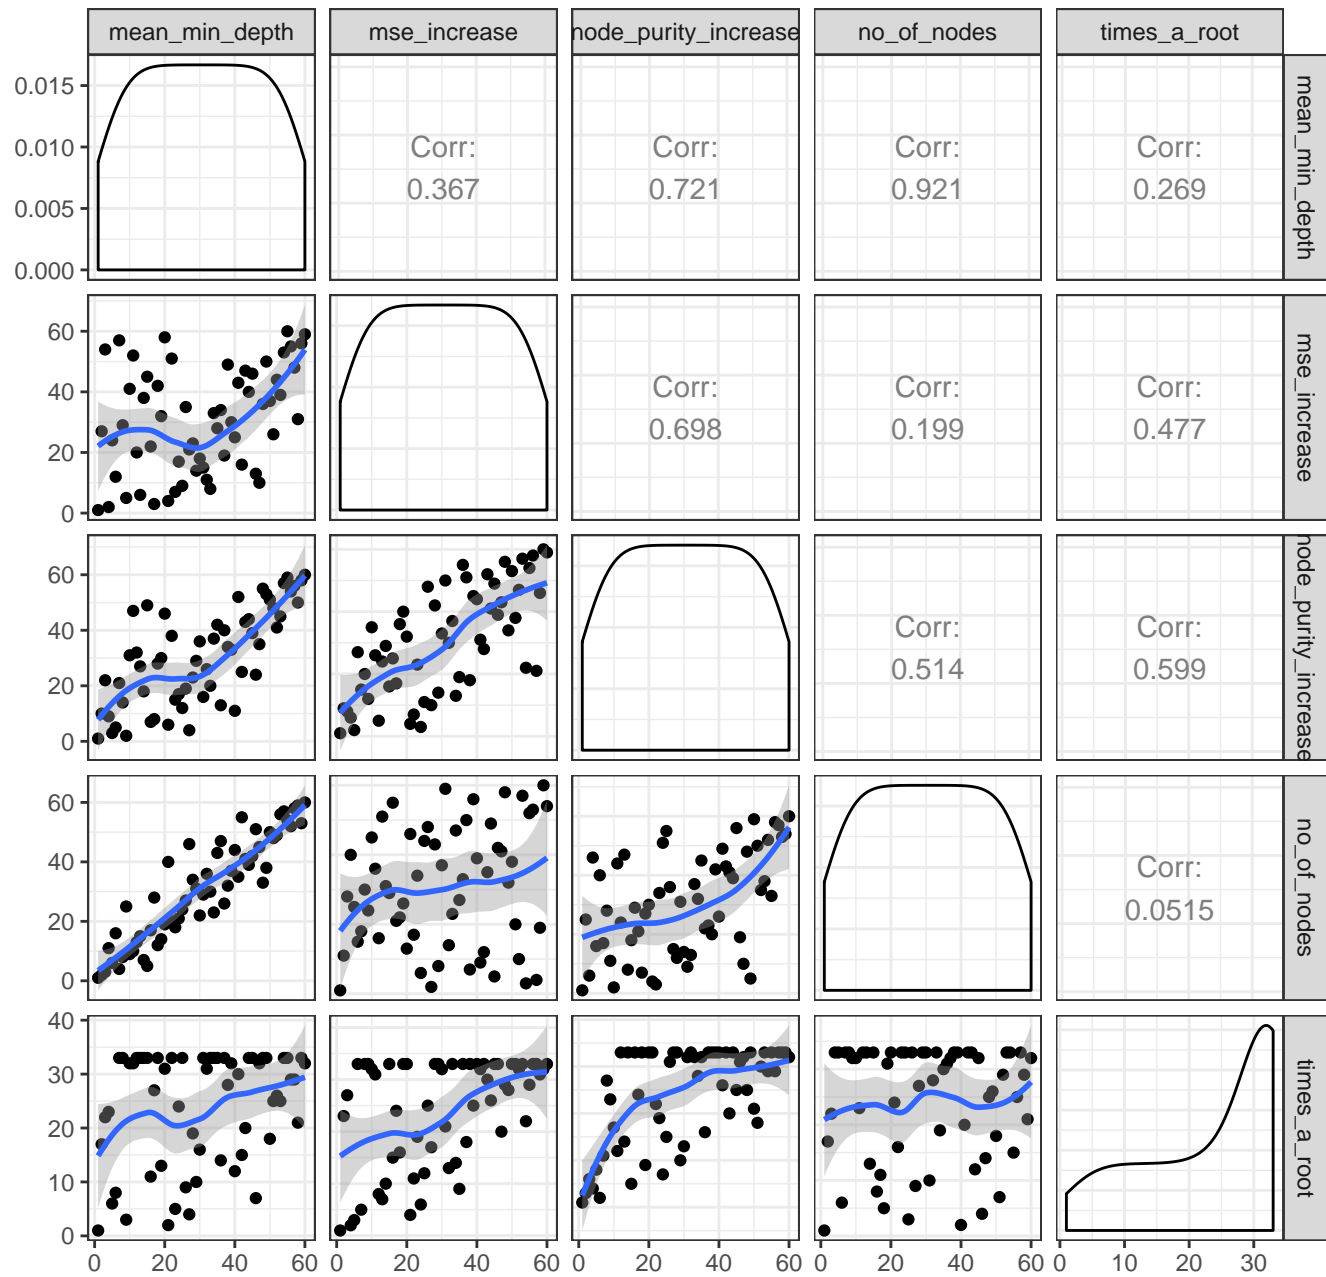 mean_min_depth mse_increase node_purity_increase no_of_nodes times_a_root
0.015
0.010
0.005
0.000
Corr:
0.367
Corr:
0.721
Corr:
0.921
Corr:
0.269
mean_min_depth
60
40
20
0
Corr:
0.698
Corr:
0.199
Corr:
0.477
mse_increase
60
40
20
0
Corr:
0.514
Corr:
0.599
node_purity_increase
60
40
20
0
Corr:
0.0515
no_of_nodes
40
30
20
10
0
times_a_root
0 20 40 60 0 20 40 60 0 20 40 60 0 20 40 60 0 10 20 30